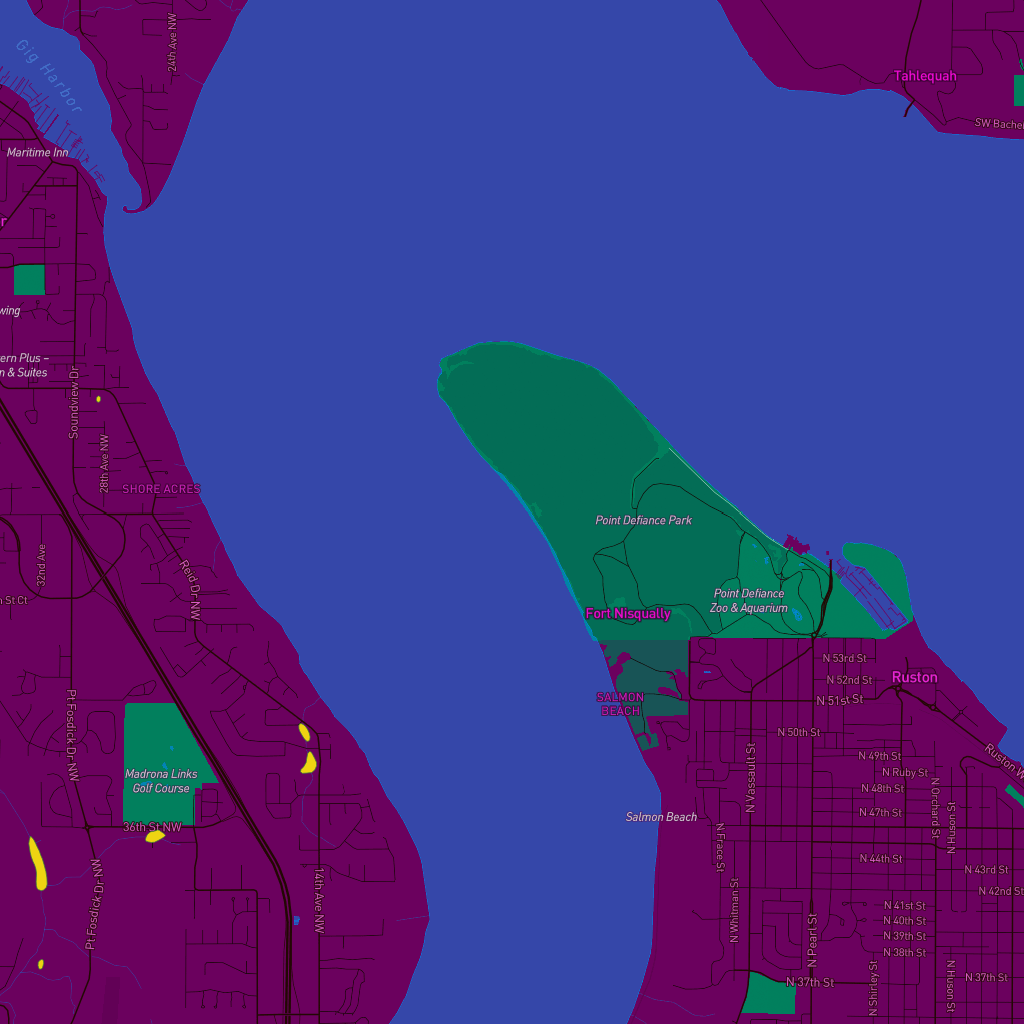 24th Ave NW
Gig Harbor
Tahlequah
SW Bache
Maritime Inn
r
wing
ern Plus –
n & Suites
Soundview Dr
28th Ave NW
SHORE ACRES
Point Defiance Park
32nd Ave
Reid Dr NW
n St Ct
Point Defiance
Zoo & Aquarium
Fort Nisqually
N 53rd St
Ruston
N 52nd St
SALMON
BEACH
N 51st St
Pt Fosdick Dr NW
N 50th St
N 49th St
Ruston W
Madrona Links
Golf Course
N Ruby St
N Vassault St
N 48th St
N Orchard St
N 47th St
Salmon Beach
36th St NW
N Huson St
N Frace St
N 44th St
N 43rd St
14th Ave NW
N 42nd St
Pt Fosdick Dr NW
N Whitman St
N 41st St
N 40th St
N Pearl St
N 39th St
N 38th St
N 37th St
N 37th St
N Shirley St
N Huson St